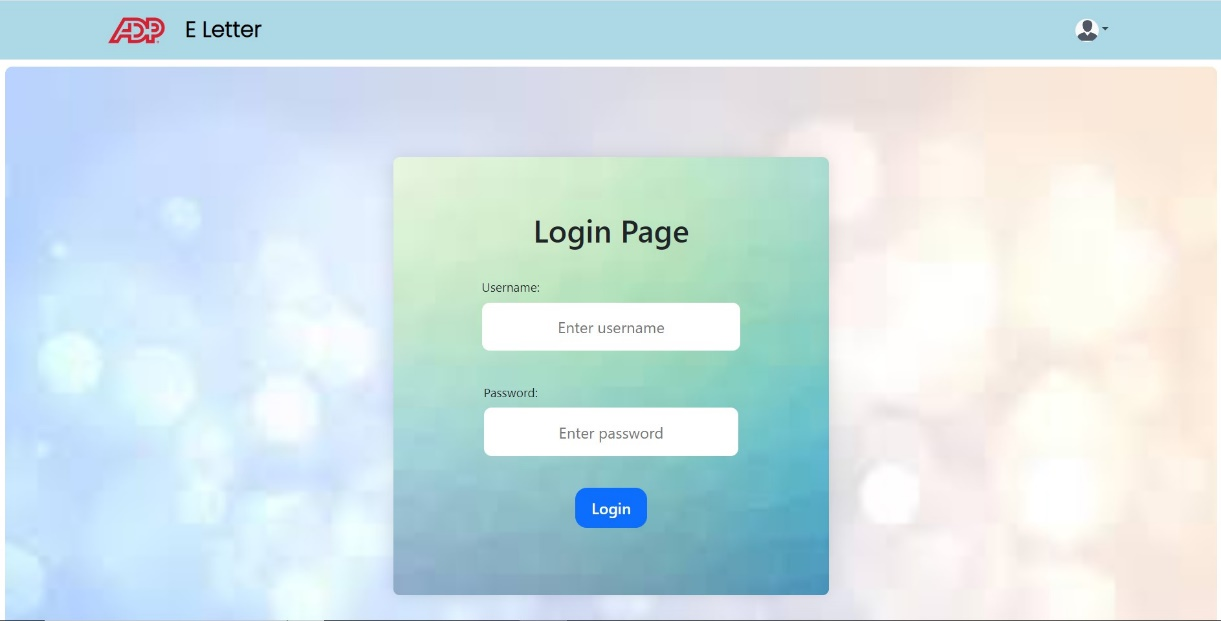 ADP E Letter
Login Page
Username:
Enter username
Password:
Enter password
Login